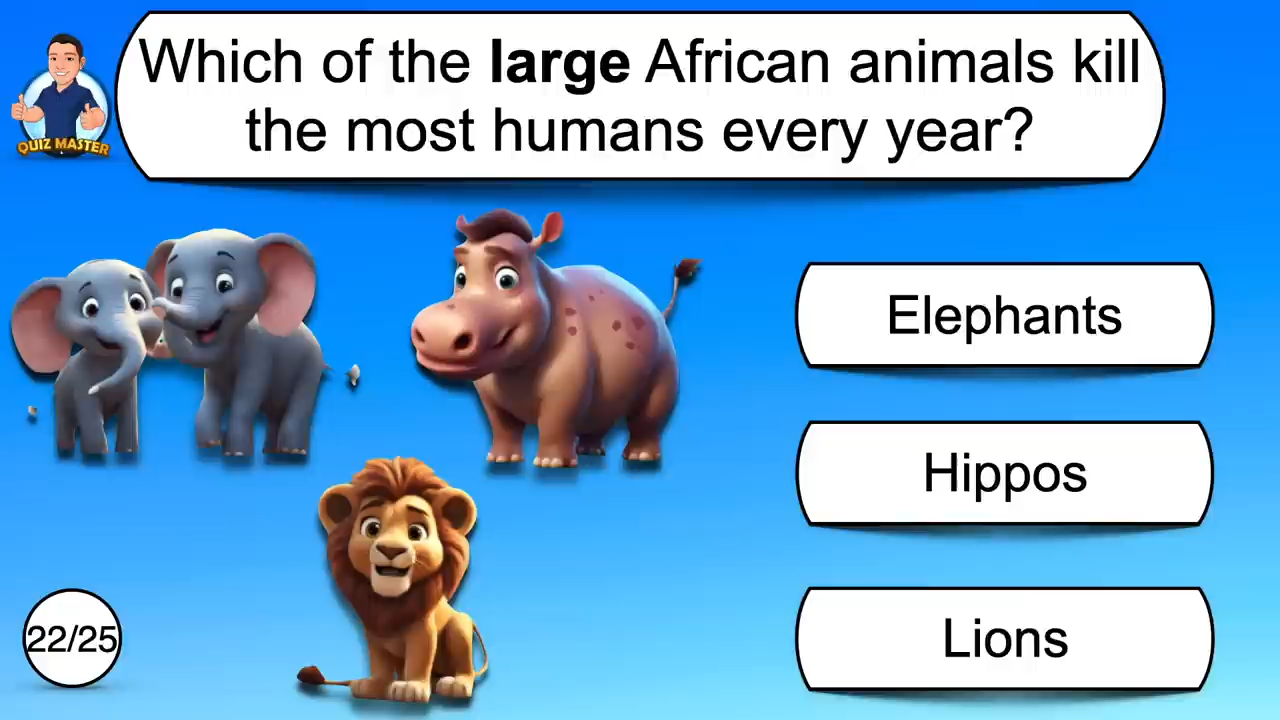 Which of the large African animals kill
the most humans every year?
QUIZ MASTER
Elephants
Hippos
Lions
22/25